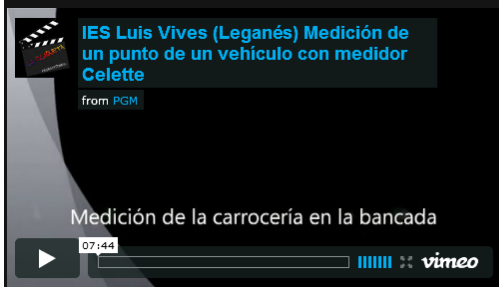 IES Luis Vives (Leganés) Medición de
un punto de un vehículo con medidor
Celette
from PGM
Medición de la carrocería en la bancada
07:44
vimeo